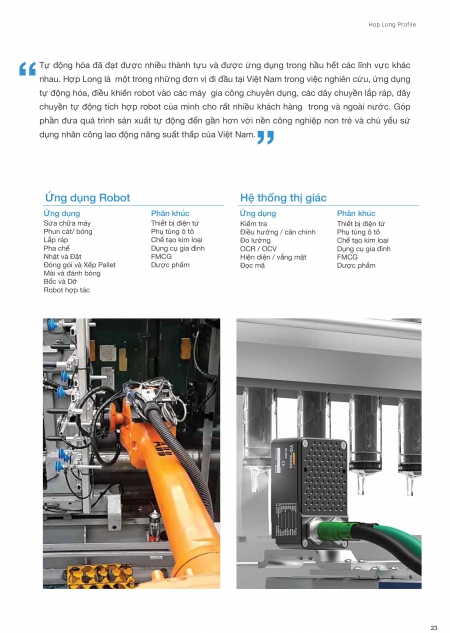 Hop Long Profile
Tự động hóa đã đạt được nhiều thành tựu và được ứng dụng trong hầu hết các lĩnh vực khác
nhau. Hợp Long là một trong những đơn vị đi đầu tại Việt Nam trong việc nghiên cứu, ứng dụng
tự động hóa, điều khiển robot vào các máy gia công chuyên dụng, các dây chuyền lắp ráp, dây
chuyền tự động tích hợp robot của mình cho rất nhiều khách hàng trong và ngoài nước. Góp
phần đưa quá trình sản xuất tự động đến gần hơn với nền công nghiệp non trẻ và chủ yếu sử
dụng nhân công lao động năng suất thấp của Việt Nam.
Ứng dụng Robot
Ứng dụng Phân khúc
Sửa chữa máy Thiết bị điện tử
Phun cát/ bóng Phụ tùng ô tô
Lắp ráp Chế tạo kim loại
Pha chế Dụng cụ gia đình
Nhặt và Đặt FMCG
Đóng gói và Xếp Pallet Dược phẩm
Mài và đánh bóng
Bốc và Dỡ
Robot hợp tác
Hệ thống thị giác
Ứng dụng Phân khúc
Kiểm tra Thiết bị điện tử
Điều hướng / căn chỉnh Phụ tùng ô tô
Đo lường Chế tạo kim loại
OCR / OCV Dụng cụ gia đình
Hiện diện / vắng mặt FMCG
Đọc mã Dược phẩm
ABB
23